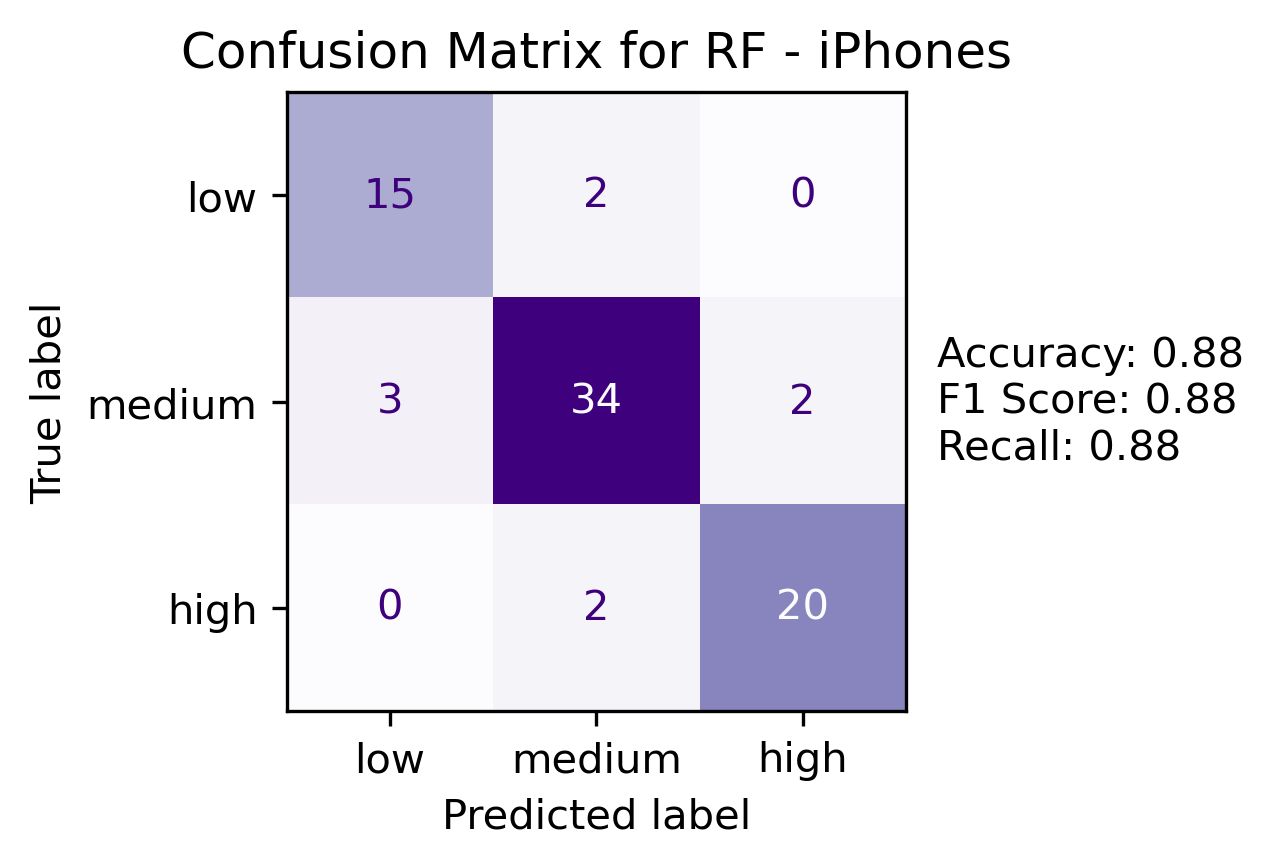 Confusion Matrix for RF - iPhones
True label
low
15 2 0
medium
3 34 2
high
0 2 20
low medium high
Predicted label
Accuracy: 0.88
F1 Score: 0.88
Recall: 0.88